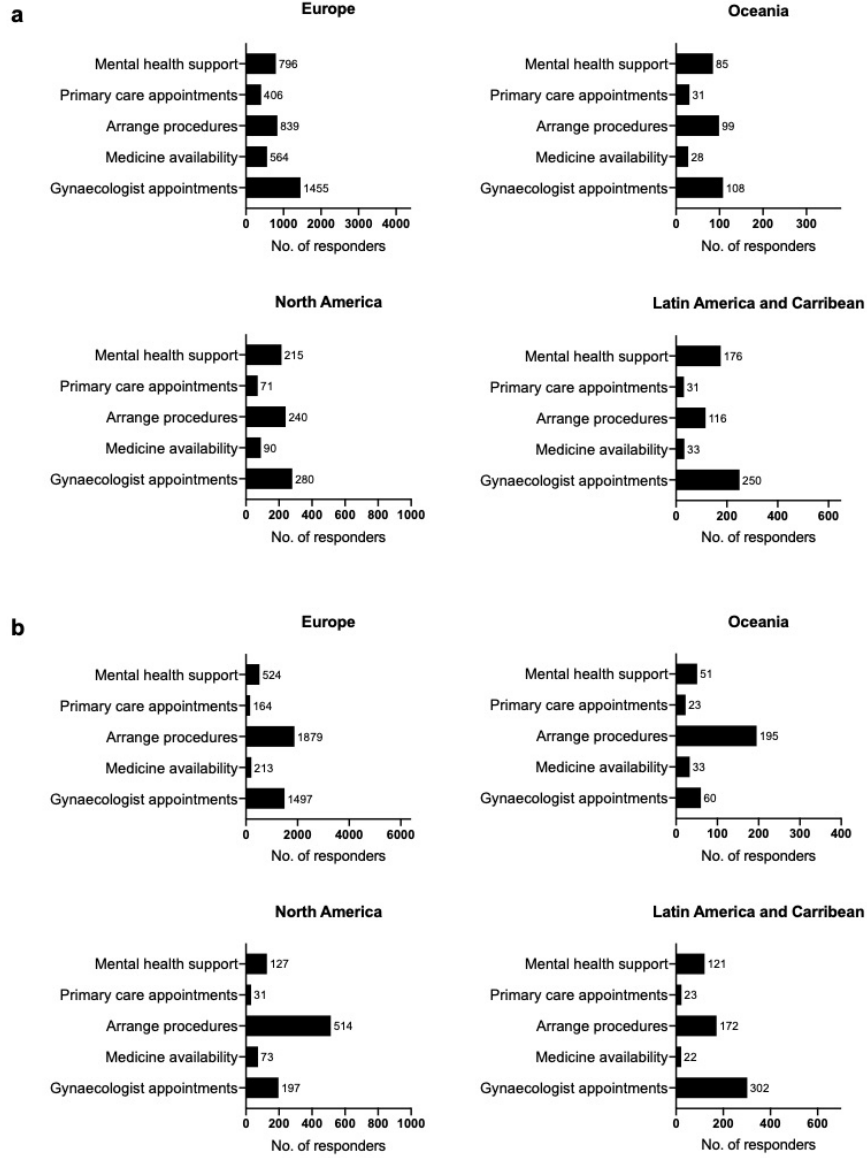 a
Europe
Mental health support 796
Primary care appointments 406
Arrange procedures 839
Medicine availability 564
Gynaecologist appointments 1455
0 1000 2000 3000 4000
No. of responders
Oceania
Mental health support 85
Primary care appointments 31
Arrange procedures 99
Medicine availability 28
Gynaecologist appointments 108
0 100 200 300
No. of responders
North America
Mental health support 215
Primary care appointments 71
Arrange procedures 240
Medicine availability 90
Gynaecologist appointments 280
0 200 400 600 800 1000
No. of responders
Latin America and Carribean
Mental health support 176
Primary care appointments 31
Arrange procedures 116
Medicine availability 33
Gynaecologist appointments 250
0 200 400 600
No. of responders
b
Europe
Mental health support 524
Primary care appointments 164
Arrange procedures 1879
Medicine availability 213
Gynaecologist appointments 1497
0 2000 4000 6000
No. of responders
Oceania
Mental health support 51
Primary care appointments 23
Arrange procedures 195
Medicine availability 33
Gynaecologist appointments 60
0 100 200 300 400
No. of responders
North America
Mental health support 127
Primary care appointments 31
Arrange procedures 514
Medicine availability 73
Gynaecologist appointments 197
0 200 400 600 800 1000
No. of responders
Latin America and Carribean
Mental health support 121
Primary care appointments 23
Arrange procedures 172
Medicine availability 22
Gynaecologist appointments 302
0 200 400 600
No. of responders